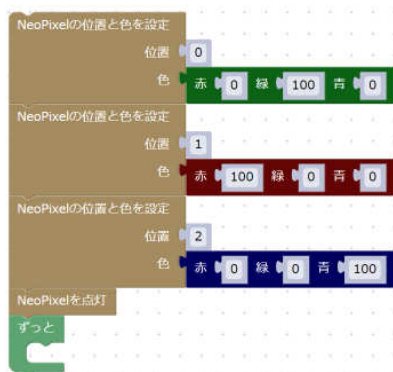 NeoPixelの位置と色を設定
位置 0
色 赤 0 緑 100 青 0
NeoPixelの位置と色を設定
位置 1
色 赤 100 緑 0 青 0
NeoPixelの位置と色を設定
位置 2
色 赤 0 緑 0 青 100
NeoPixelを点灯
ずっと